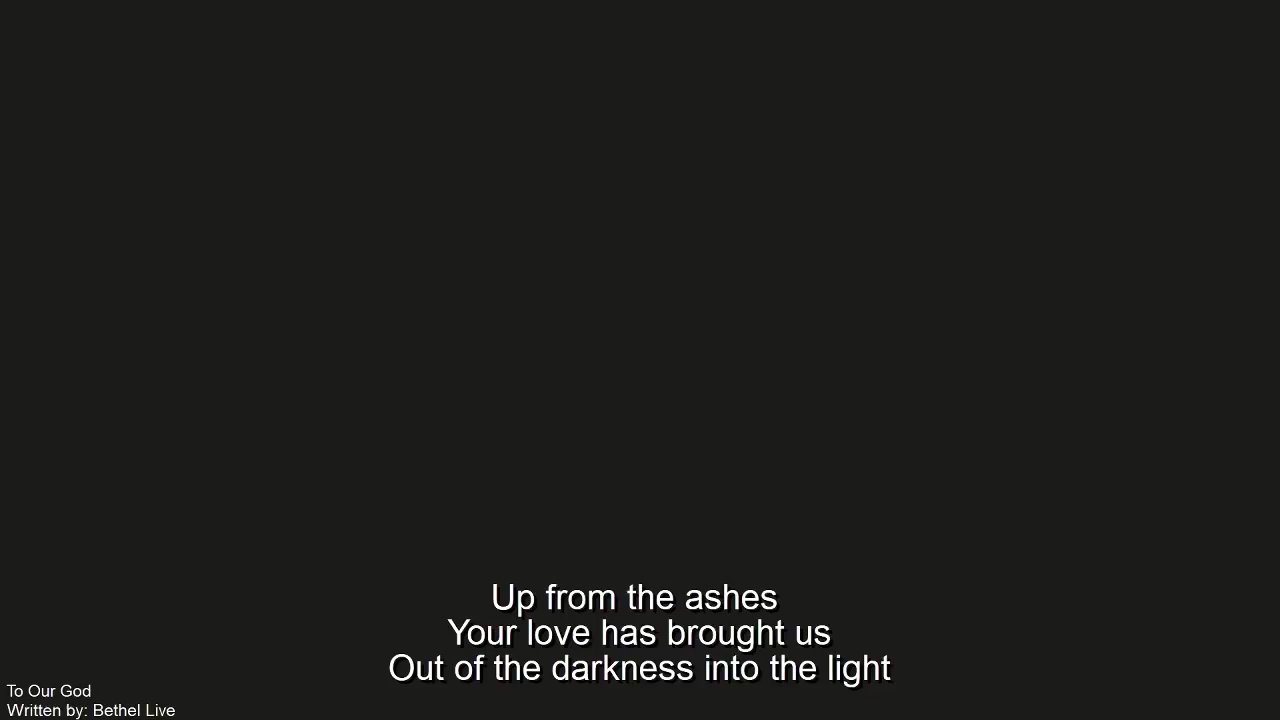 Up from the ashes
Your love has brought us
Out of the darkness into the light
To Our God
Written by: Bethel Live